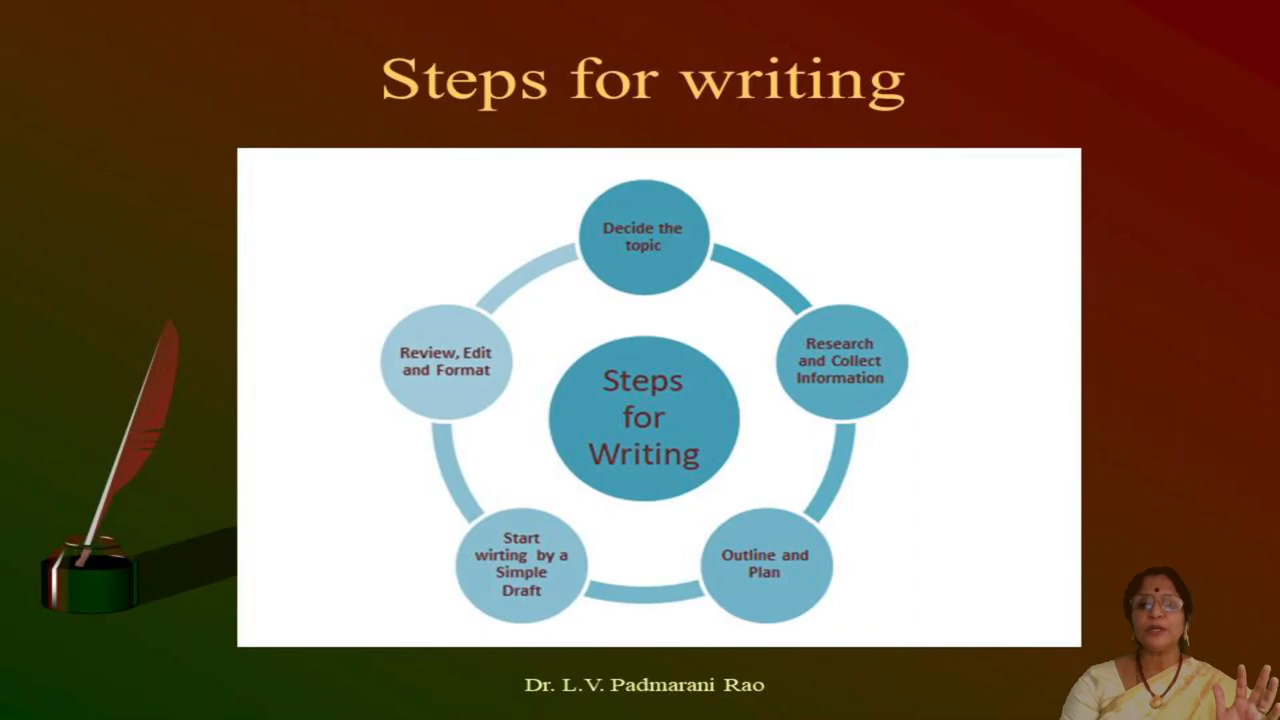 Steps for writing
Decide the
topic
Research
and Collect
Information
Outline and
Plan
Start
wirting by a
Simple
Draft
Review, Edit
and Format
Steps
for
Writing
Dr. L.V. Padmarani Rao